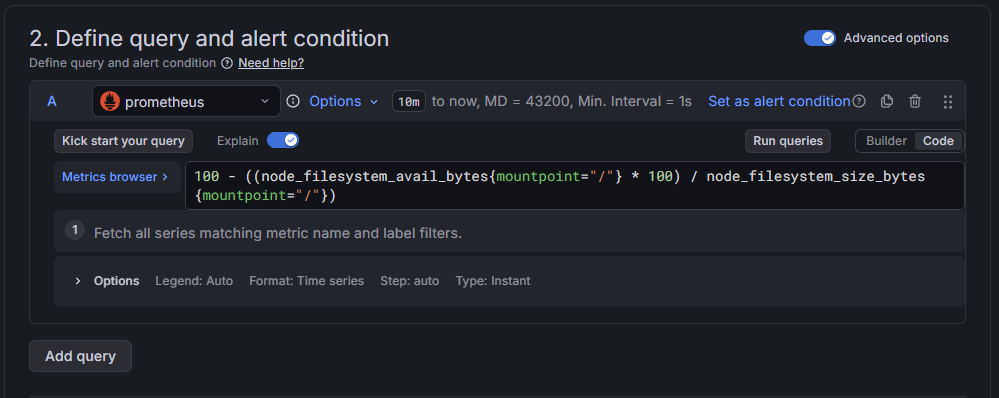 2. Define query and alert condition
Advanced options
Define query and alert condition Need help?
A prometheus Options 10m to now, MD = 43200, Min. Interval = 1s Set as alert condition
Kick start your query Explain Run queries Builder Code
Metrics browser > 100 - ((node_filesystem_avail_bytes{mountpoint="/"} * 100) / node_filesystem_size_bytes
{mountpoint="/"})
1 Fetch all series matching metric name and label filters.
> Options Legend: Auto Format: Time series Step: auto Type: Instant
Add query